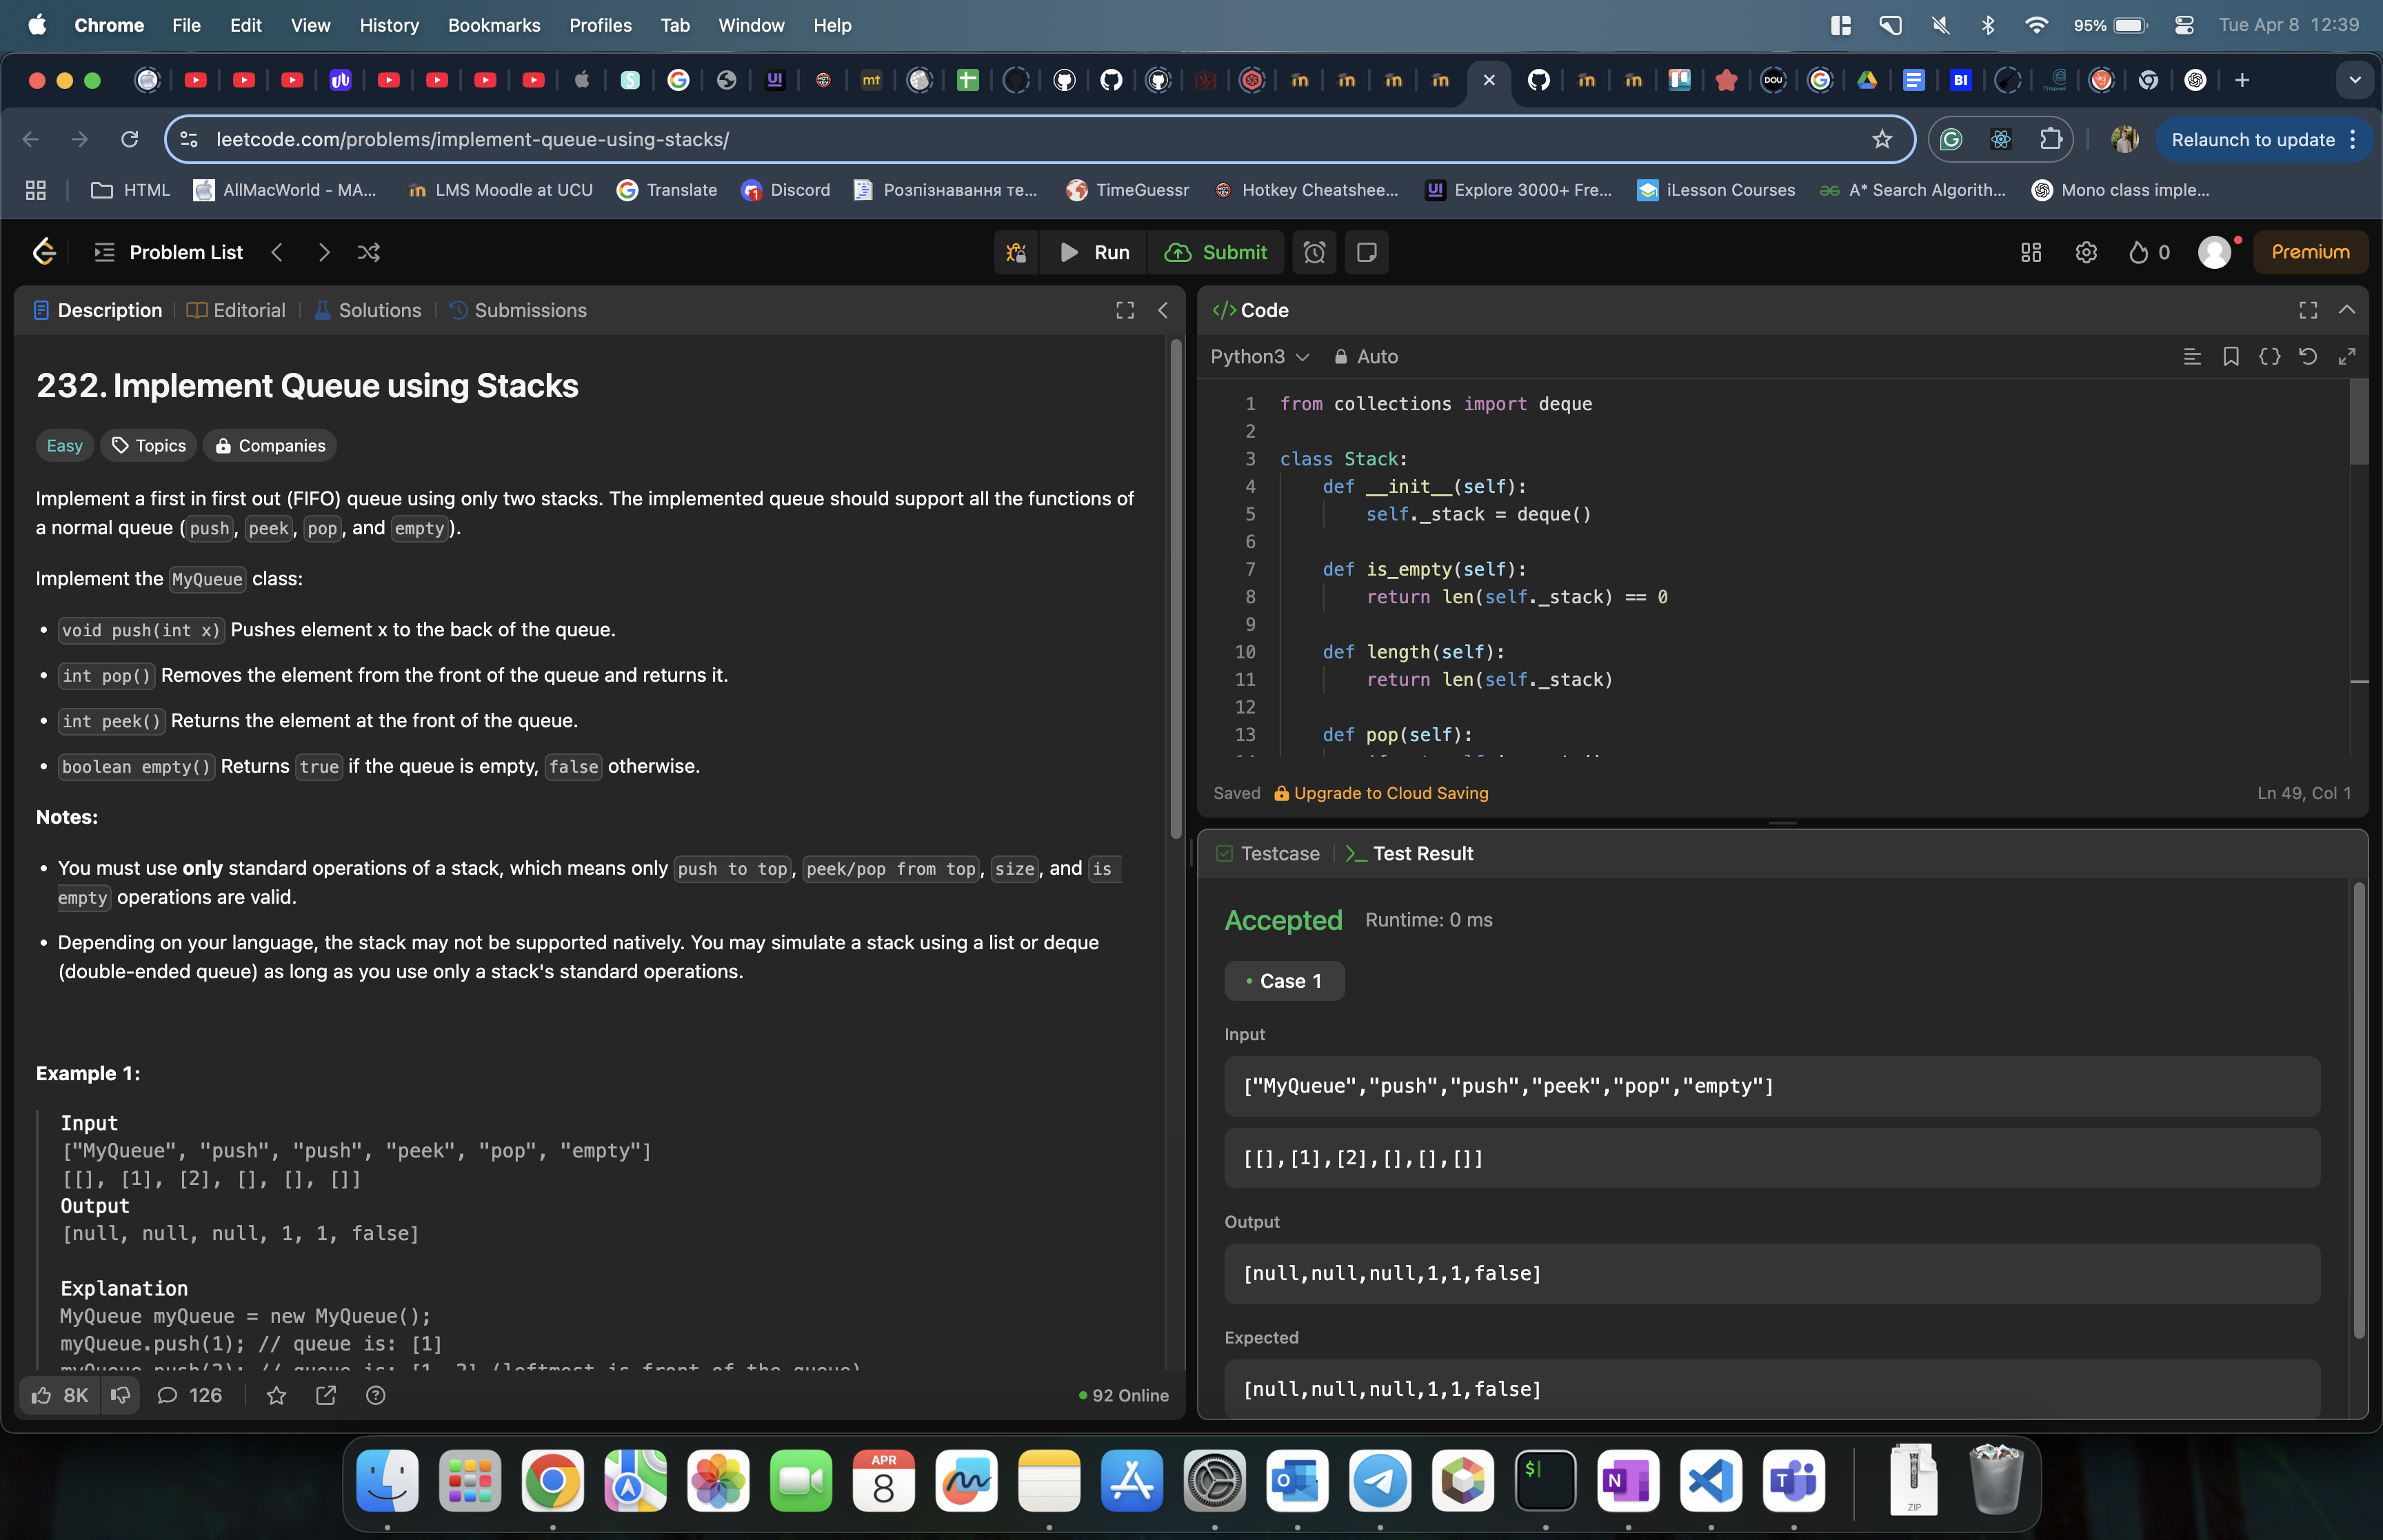 Chrome File Edit View History Bookmarks Profiles Tab Window Help
95% Tue Apr 8 12:39
leetcode.com/problems/implement-queue-using-stacks/
Relaunch to update
HTML AllMacWorld - MA... LMS Moodle at UCU Translate Discord Розпізнавання те... TimeGuessr Hotkey Cheatshee... Explore 3000+ Fre... iLesson Courses A* Search Algorith... Mono class imple...
Problem List
Run Submit
0 Premium
Description Editorial Solutions Submissions
232. Implement Queue using Stacks
Easy Topics Companies
Implement a first in first out (FIFO) queue using only two stacks. The implemented queue should support all the functions of
a normal queue (push, peek, pop, and empty).
Implement the MyQueue class:
• void push(int x) Pushes element x to the back of the queue.
• int pop() Removes the element from the front of the queue and returns it.
• int peek() Returns the element at the front of the queue.
• boolean empty() Returns true if the queue is empty, false otherwise.
Notes:
• You must use only standard operations of a stack, which means only push to top, peek/pop from top, size, and is
empty operations are valid.
• Depending on your language, the stack may not be supported natively. You may simulate a stack using a list or deque
(double-ended queue) as long as you use only a stack's standard operations.
Example 1:
Input
["MyQueue", "push", "push", "peek", "pop", "empty"]
[[], [1], [2], [], [], []]
Output
[null, null, null, 1, 1, false]
Explanation
MyQueue myQueue = new MyQueue();
myQueue.push(1); // queue is: [1]
myQueue.push(2); // queue is: [1, 2] (leftmost is front of the queue)
8K 126
92 Online
Code
Python3 Auto
1 from collections import deque
2
3 class Stack:
4 def __init__(self):
5 self._stack = deque()
6
7 def is_empty(self):
8 return len(self._stack) == 0
9
10 def length(self):
11 return len(self._stack)
12
13 def pop(self):
Saved Upgrade to Cloud Saving
Ln 49, Col 1
Testcase Test Result
Accepted Runtime: 0 ms
• Case 1
Input
["MyQueue","push","push","peek","pop","empty"]
[[],[1],[2],[],[],[]]
Output
[null,null,null,1,1,false]
Expected
[null,null,null,1,1,false]
APR
8
ZIP